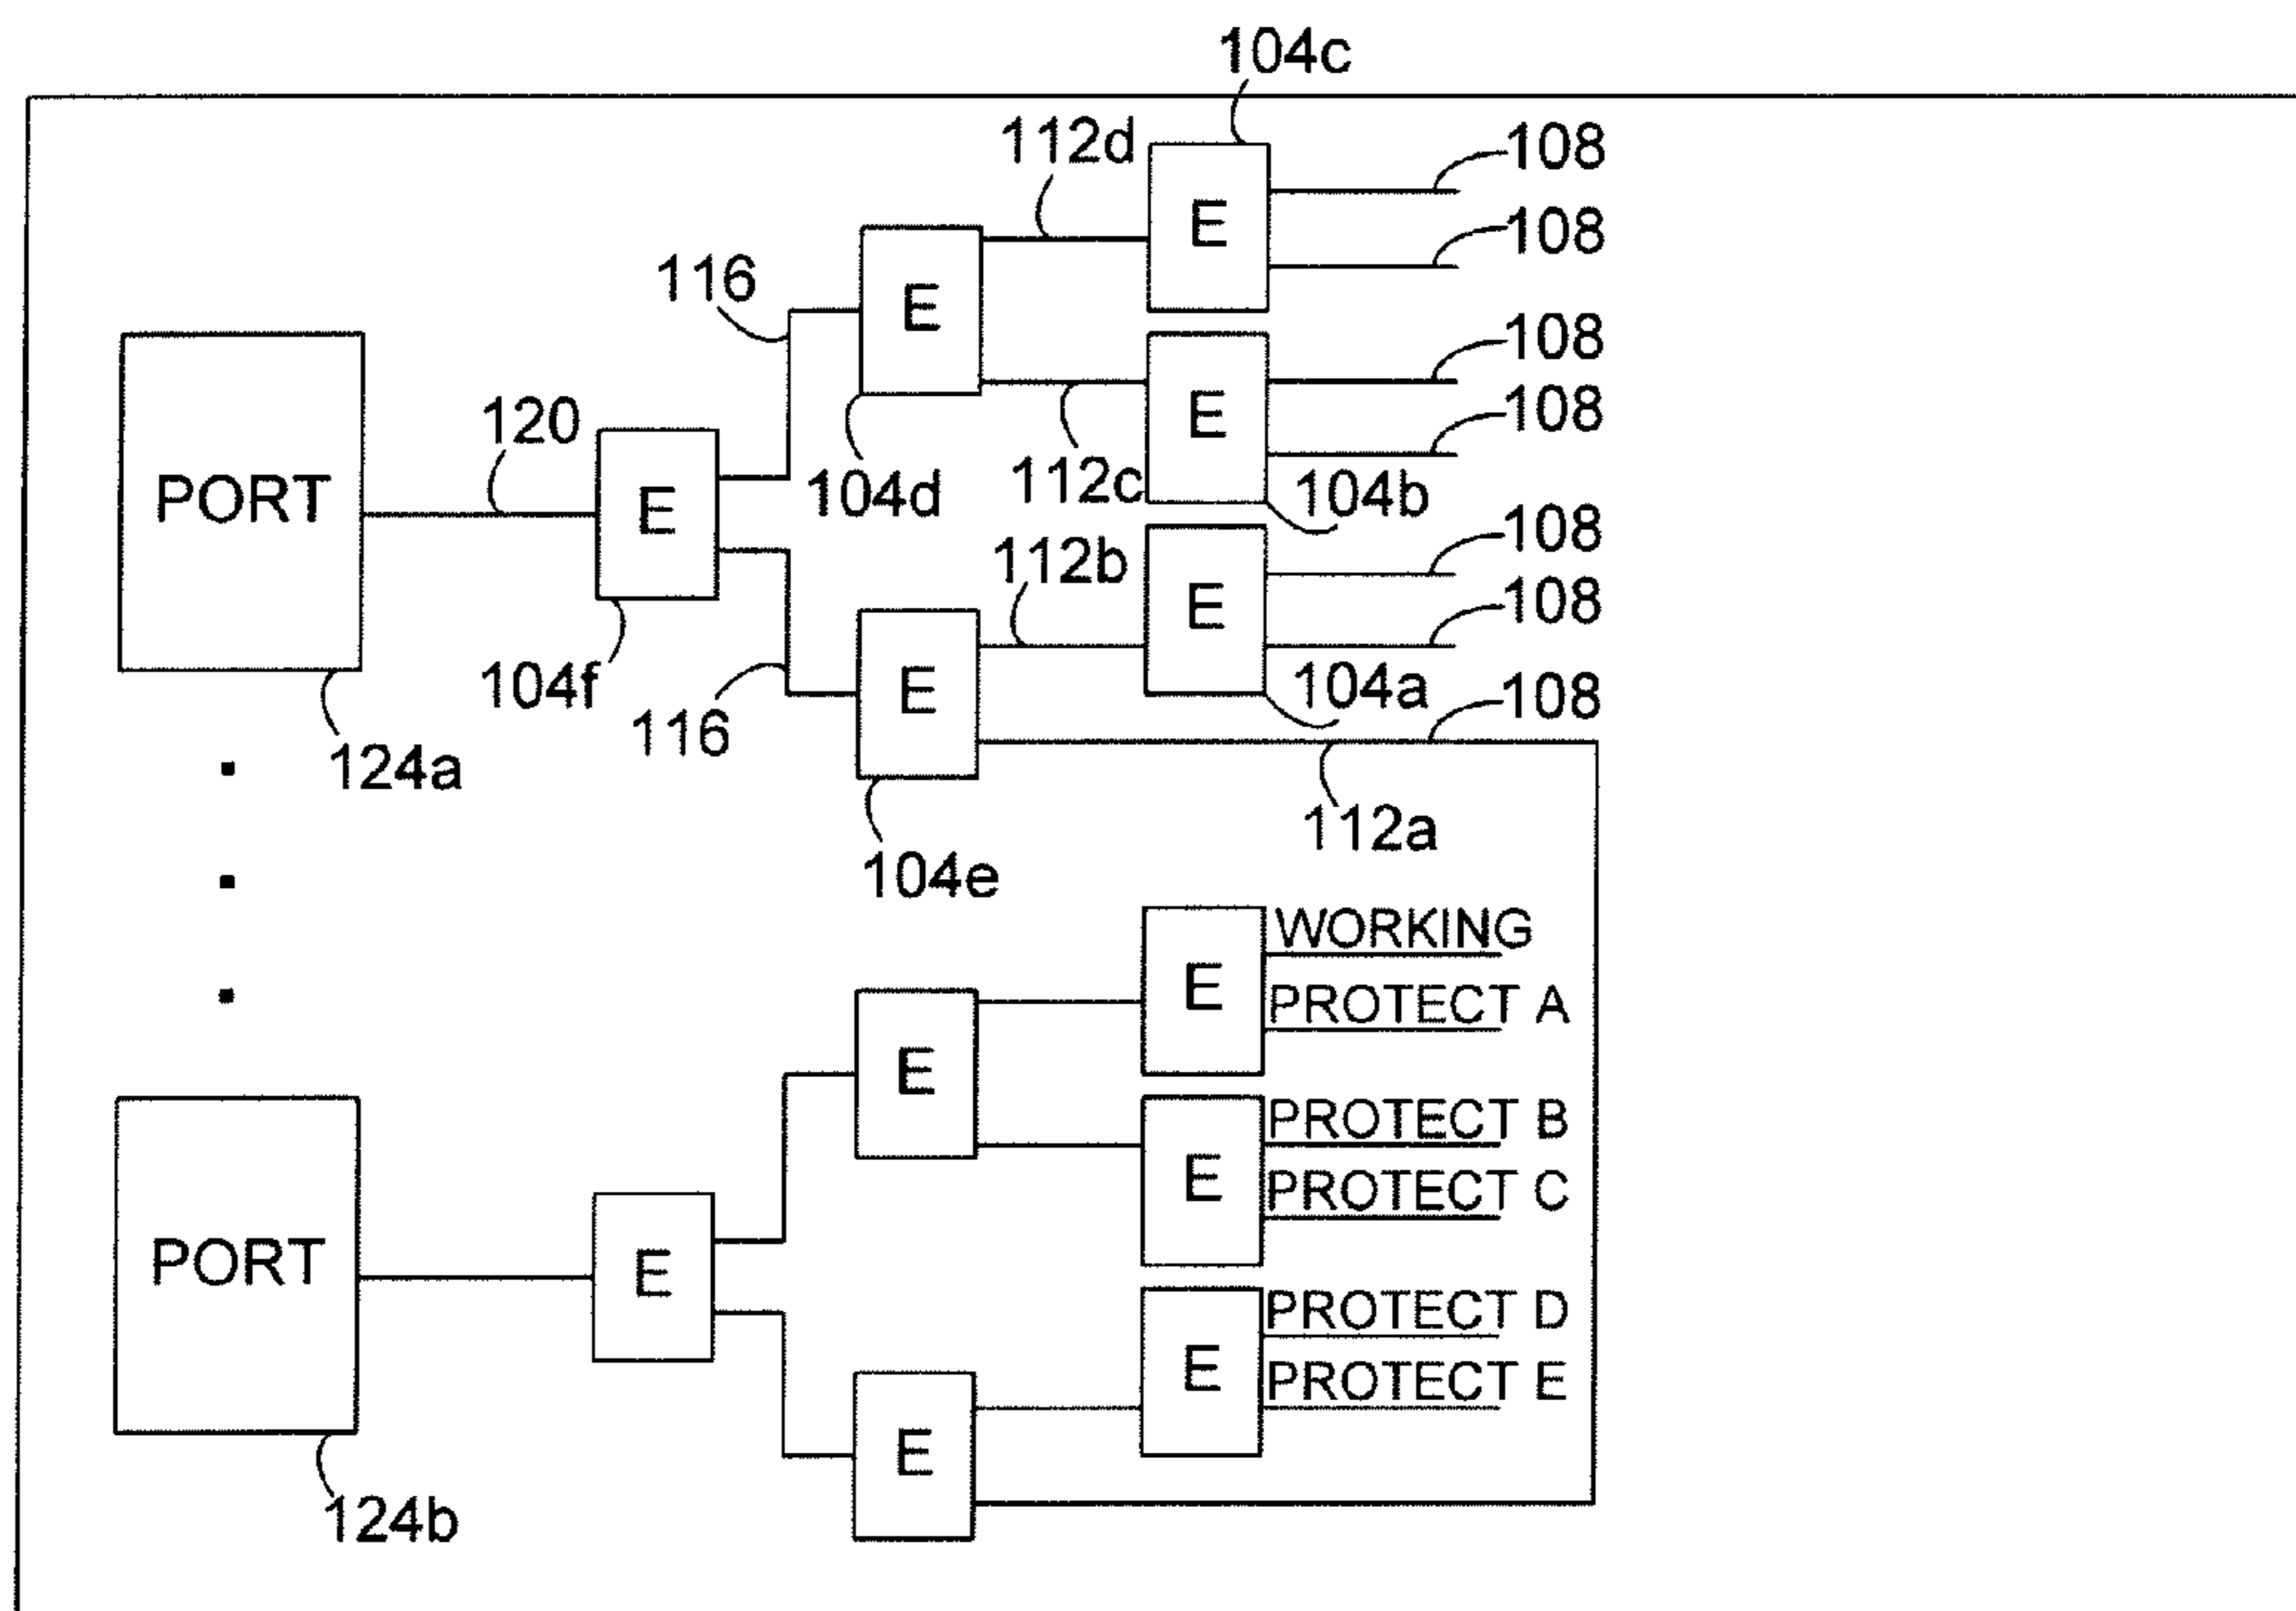 104c
112d
108
E
108
116
E
108
E
108
120
104d
112c
104b
PORT
E
108
112b
E
108
104f
116
E
104a
108
124a
112a
104e
WORKING
E
PROTECT A
E
PROTECT B
E
PROTECT C
PORT
E
PROTECT D
E
PROTECT E
E
124b